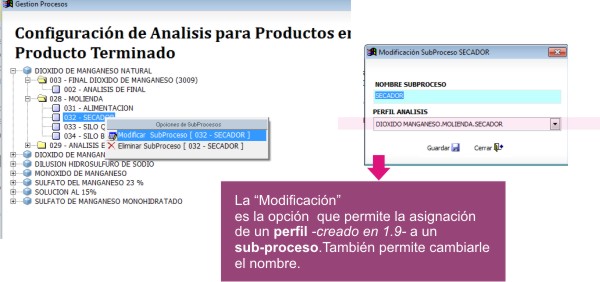 Gestion Procesos
Configuración de Analisis para Productos
Producto Terminado
DIOXIDO DE MANGANESO NATURAL
003 - FINAL DIOXIDO DE MANGANESO (3009)
002 - ANALISIS DE FINAL
028 - MOLIENDA
031 - ALIMENTACION
032 - SECADOR
Opciones de SubProcesos
033 - SILO
Modificar SubProceso [ 032 - SECADOR ]
034 - SILO
Eliminar SubProceso [ 032 - SECADOR ]
029 - ANALISIS
DIOXIDO DE
DILUSION HIDROSULFURO DE SODIO
MONOXIDO DE MANGANESO
SULFATO DEL MANGANESO 23 %
SOLUCION AL 15%
SULFATO DE MANGANESO MONOHIDRATADO
Modificación SubProceso SECADOR
NOMBRE SUBPROCESO
SECADOR
PERFIL ANALISIS
DIOXIDO MANGANESO.MOLIENDA.SECADOR
Guardar
Cerrar
La “Modificación”
es la opción que permite la asignación
de un perfil -creado en 1.9- a un
sub-proceso.También permite cambiarle
el nombre.